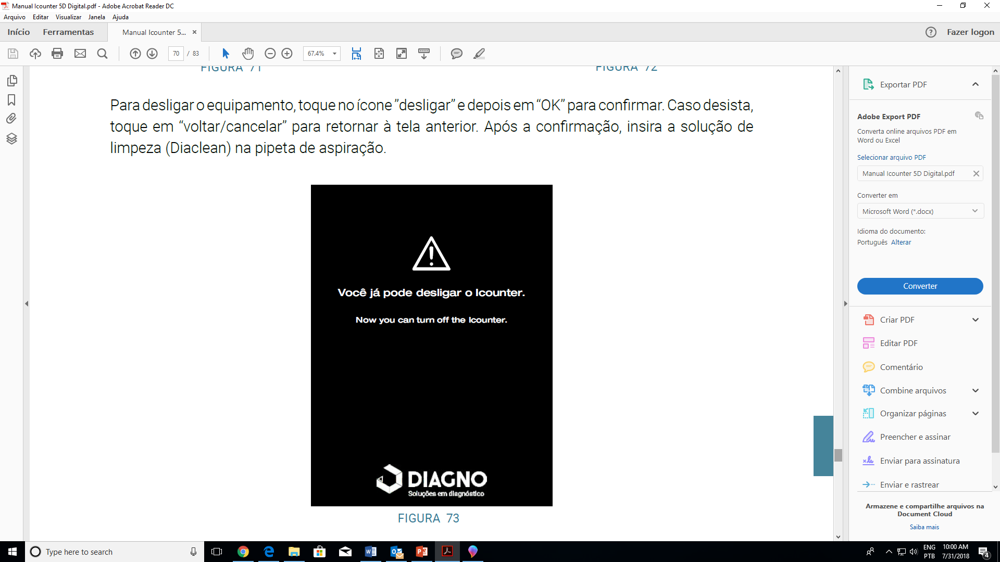 Manual Icounter 5D Digital.pdf - Adobe Acrobat Reader DC
Arquivo Editar Visualizar Janela Ajuda
Início Ferramentas Manual Icounter 5... × Fazer logon
70 / 83 67.4%
FIGURA 71 FIGURA 72
Para desligar o equipamento, toque no ícone ”desligar” e depois em “OK” para confirmar. Caso desista,
toque em “voltar/cancelar” para retornar à tela anterior. Após a confirmação, insira a solução de
limpeza (Diaclean) na pipeta de aspiração.
Você já pode desligar o Icounter.
Now you can turn off the Icounter.
DIAGNO
Soluções em diagnóstico
FIGURA 73
Exportar PDF
Adobe Export PDF
Converta online arquivos PDF em
Word ou Excel
Selecionar arquivo PDF
Manual Icounter 5D Digital.pdf
Converter em
Microsoft Word (*.docx)
Idioma do documento:
Português Alterar
Converter
Criar PDF
Editar PDF
Comentário
Combine arquivos
Organizar páginas
Preencher e assinar
Enviar para assinatura
Enviar e rastrear
Armazene e compartilhe arquivos na
Document Cloud
Saiba mais
Type here to search
ENG 10:00 AM
PTB 7/31/2018
4